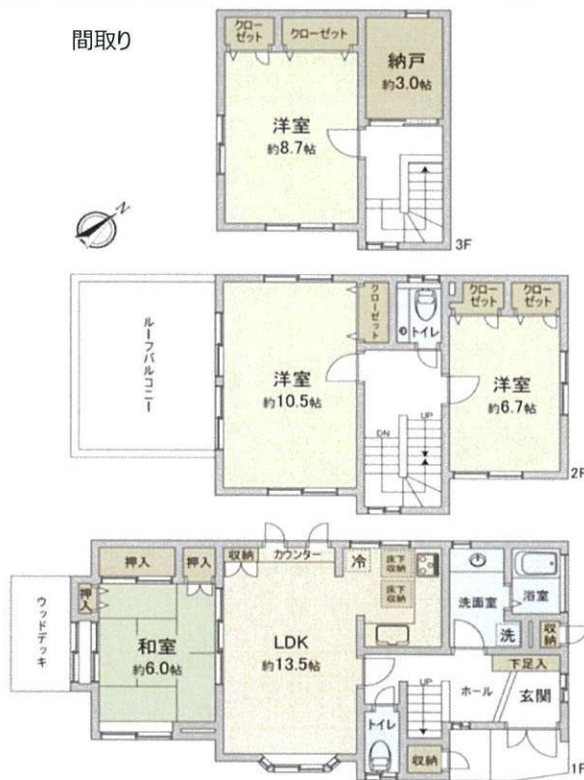 間取り
クロー
ゼット
クローゼット
納戸
約3.0帖
洋室
約8.7帖
N
3F
ルーフバルコニー
洋室
約10.5帖
クローゼット
トイレ
クロー
ゼット
クロー
ゼット
洋室
約6.7帖
DN
UP
2F
ウッドデッキ
押入
押入
押入
和室
約6.0帖
収納
カウンター
LDK
約13.5帖
冷
床下
収納
床下
収納
洗面室
洗
浴室
収納
下足入
ホール
玄関
UP
トイレ
収納
1F